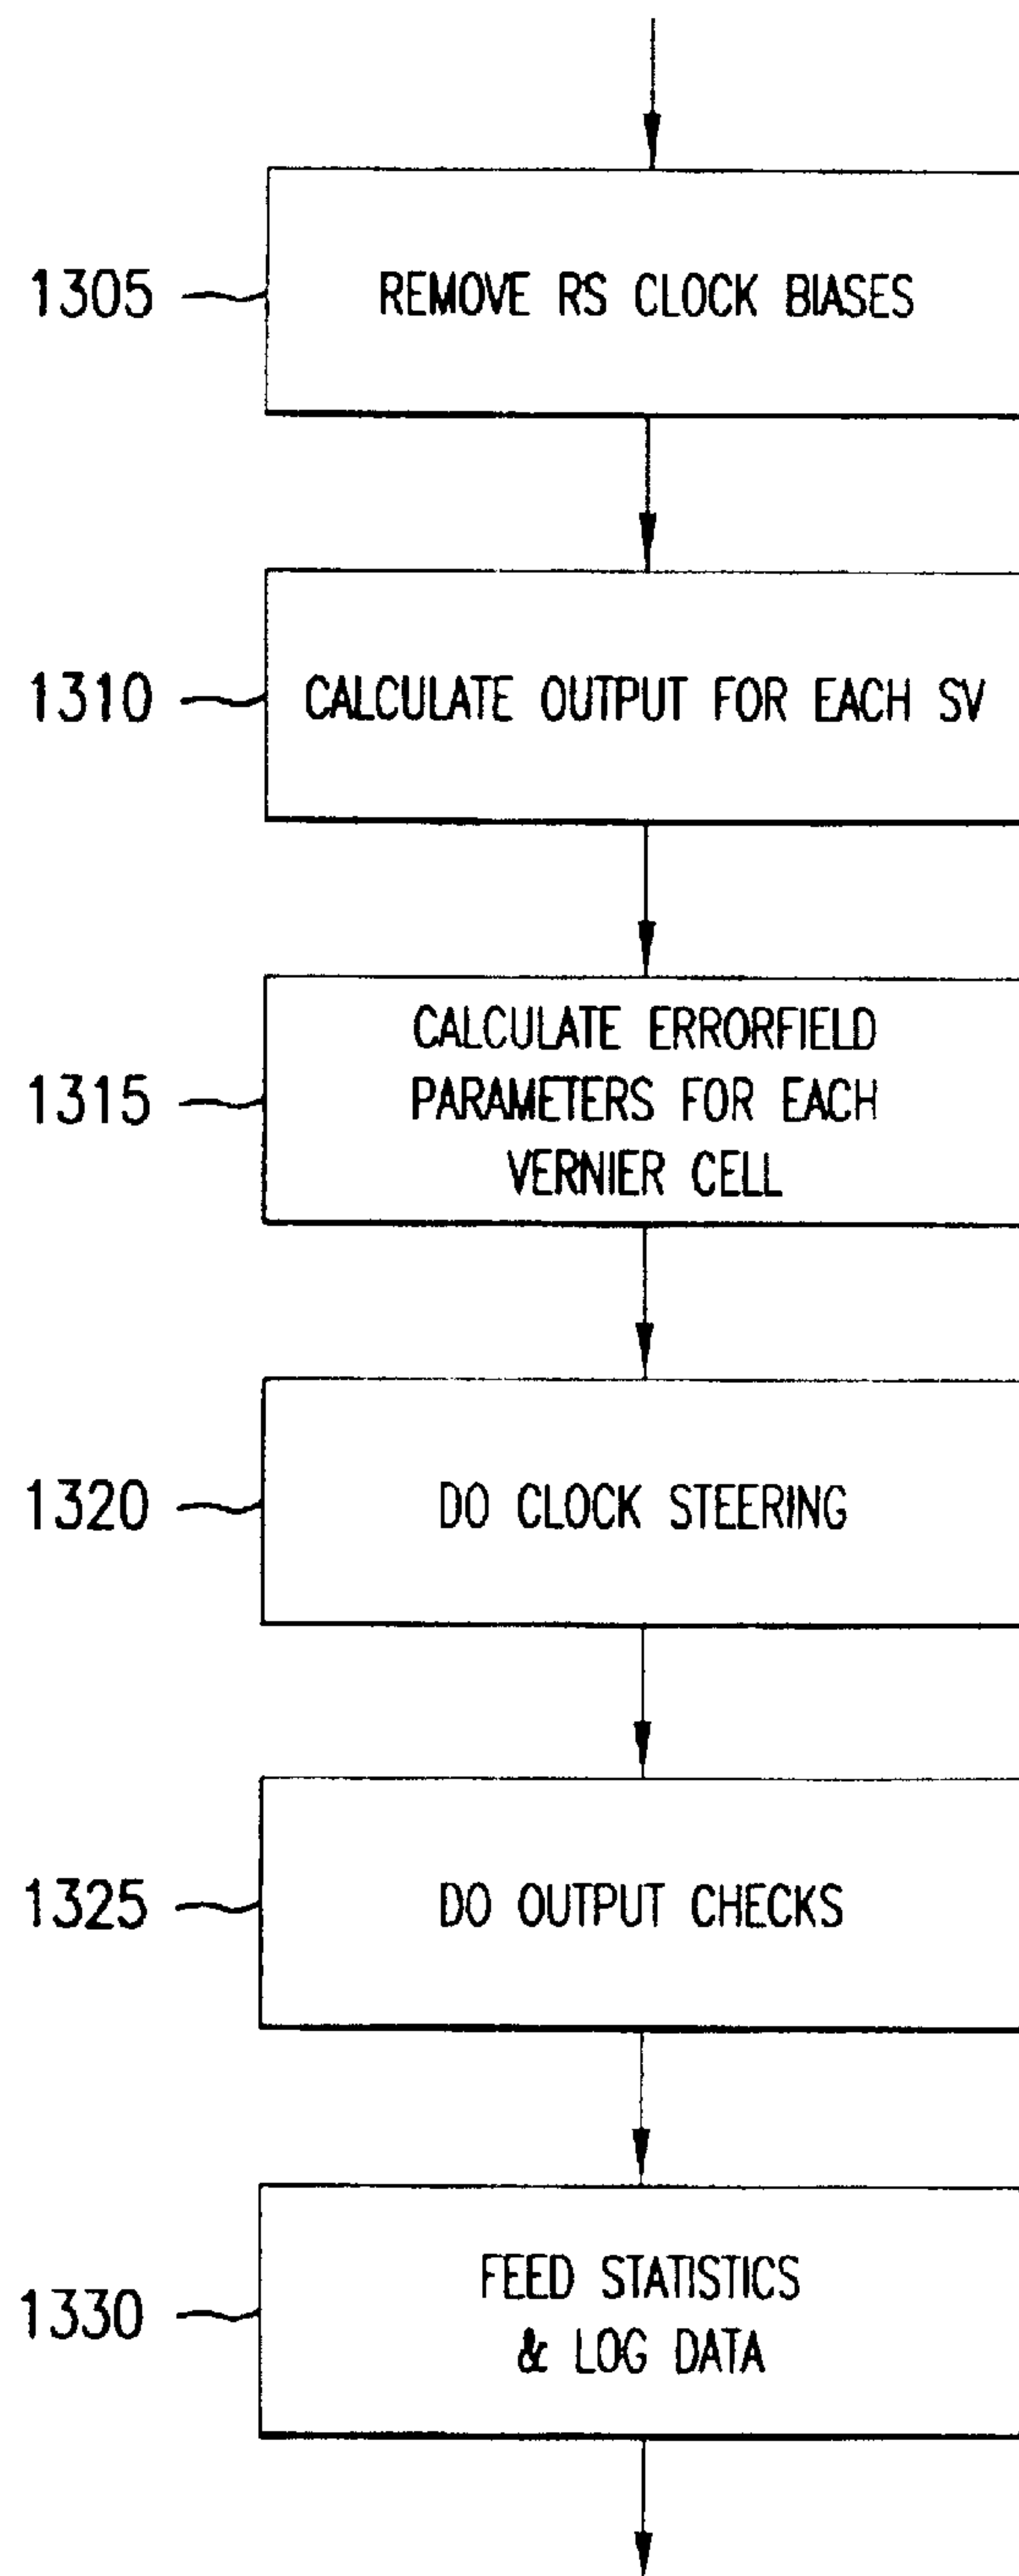 1305
REMOVE RS CLOCK BIASES
1310
CALCULATE OUTPUT FOR EACH SV
1315
CALCULATE ERRORFIELD
PARAMETERS FOR EACH
VERNIER CELL
1320
DO CLOCK STEERING
1325
DO OUTPUT CHECKS
1330
FEED STATISTICS
& LOG DATA